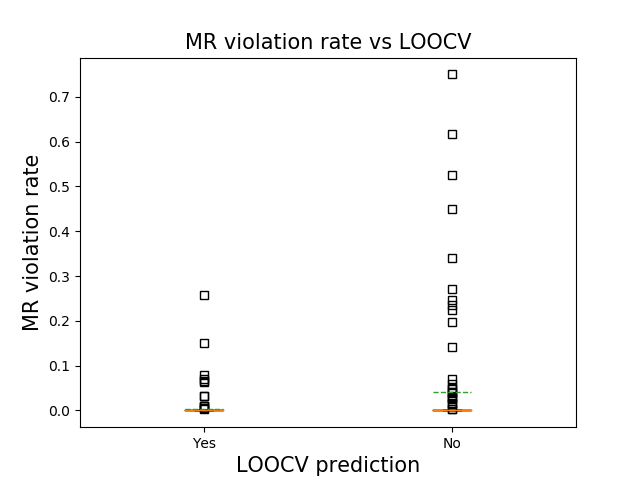 MR violation rate vs LOOCV
MR violation rate
0.7
0.6
0.5
0.4
0.3
0.2
0.1
0.0
Yes
No
LOOCV prediction